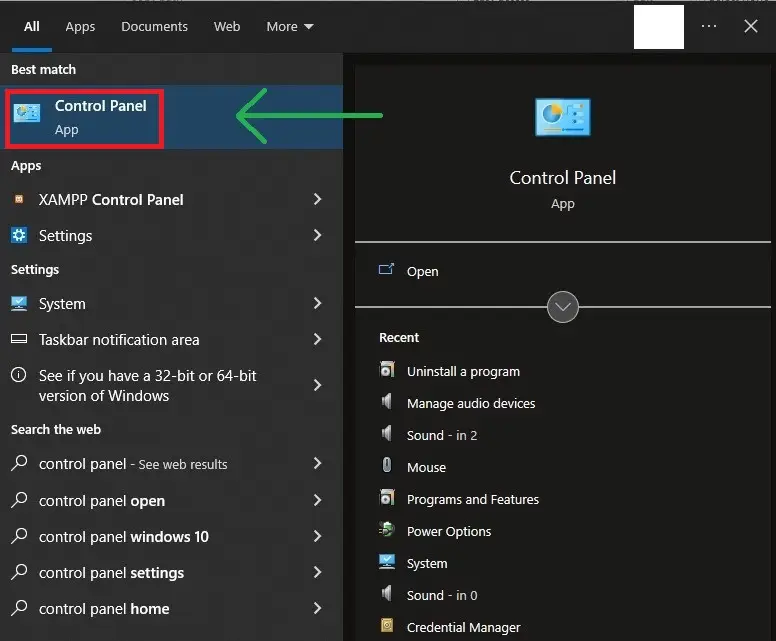 All Apps Documents Web More
Best match
Control Panel
App
Apps
XAMPP Control Panel
Settings
Settings
System
Taskbar notification area
See if you have a 32-bit or 64-bit
version of Windows
Search the web
control panel - See web results
control panel open
control panel windows 10
control panel settings
control panel home
Control Panel
App
Open
Recent
Uninstall a program
Manage audio devices
Sound - in 2
Mouse
Programs and Features
Power Options
System
Sound - in 0
Credential Manager